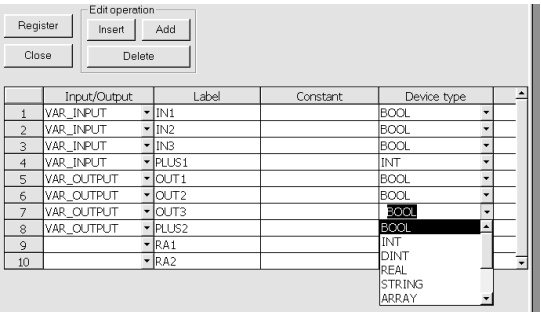 Edit operation
Register Insert Add
Close Delete
Input/Output Label Constant Device type
1 VAR_INPUT IN1 BOOL
2 VAR_INPUT IN2 BOOL
3 VAR_INPUT IN3 BOOL
4 VAR_INPUT PLUS1 INT
5 VAR_OUTPUT OUT1 BOOL
6 VAR_OUTPUT OUT2 BOOL
7 VAR_OUTPUT OUT3 BOOL
8 VAR_OUTPUT PLUS2 BOOL
9 RA1 INT
10 RA2 DINT
REAL
STRING
ARRAY